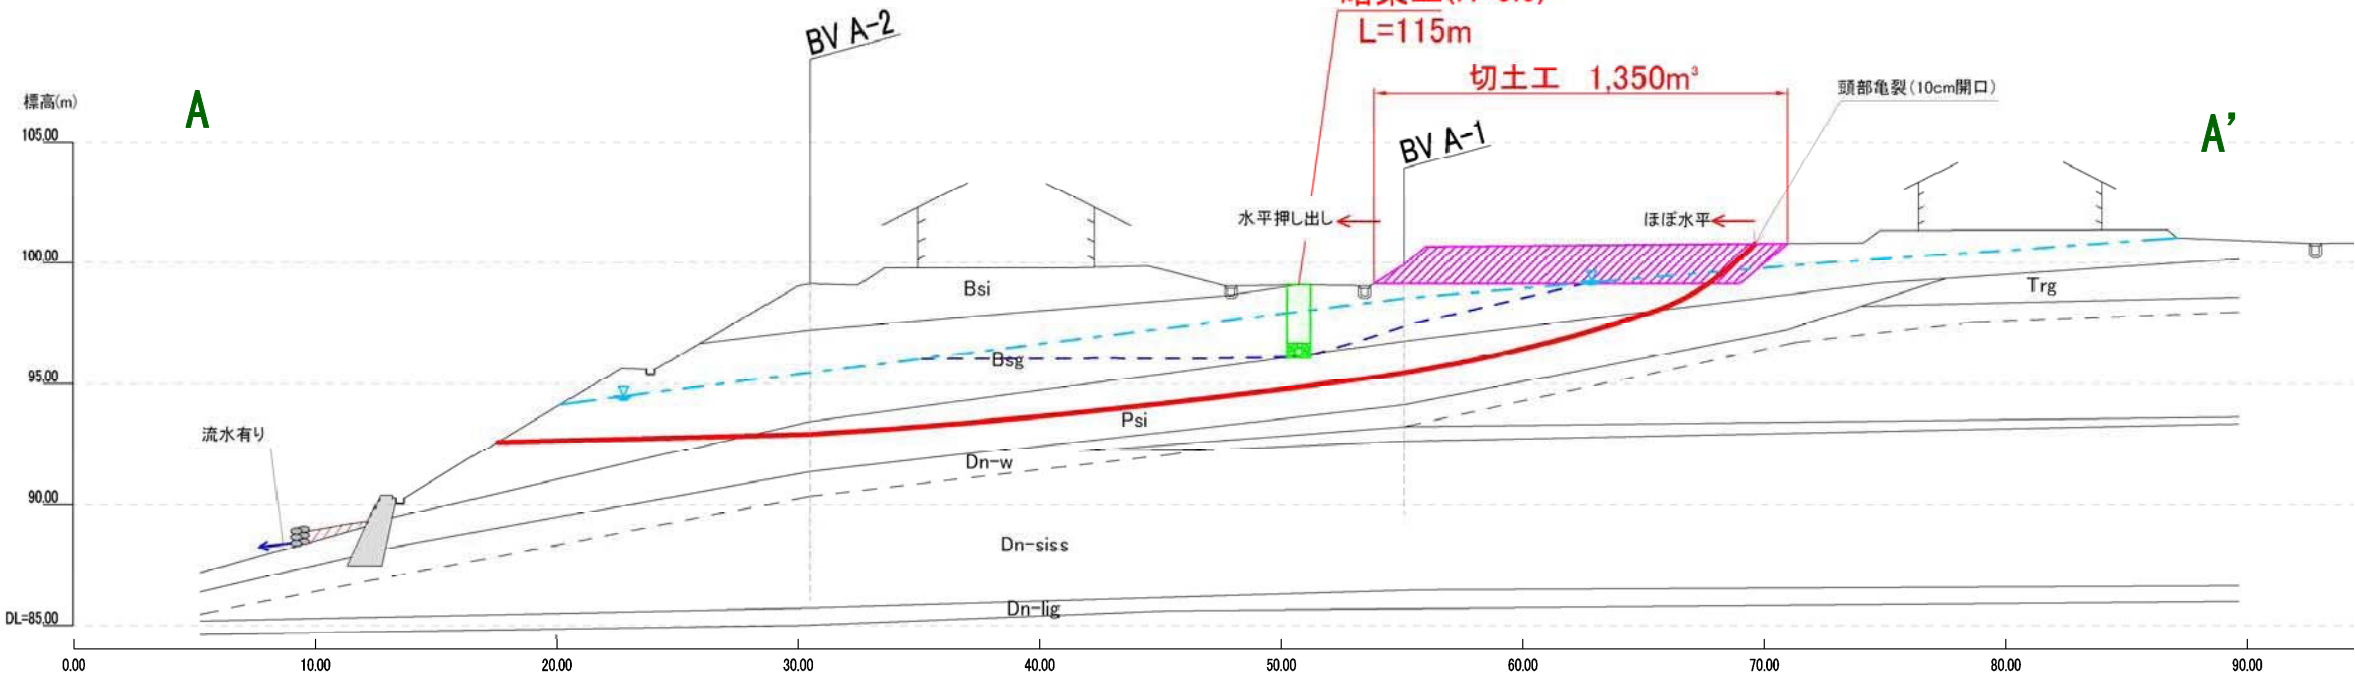 L=115m
BV A-2
切土工 1,350m³
頭部亀裂(10cm開口)
標高(m)
A
A'
105.00
BV A-1
水平押し出し
ほぼ水平
100.00
Bsi
Trg
Bsg
95.00
Psi
流水有り
Dn-w
90.00
Dn-siss
Dn-lig
DL=85.00
0.00 10.00 20.00 30.00 40.00 50.00 60.00 70.00 80.00 90.00